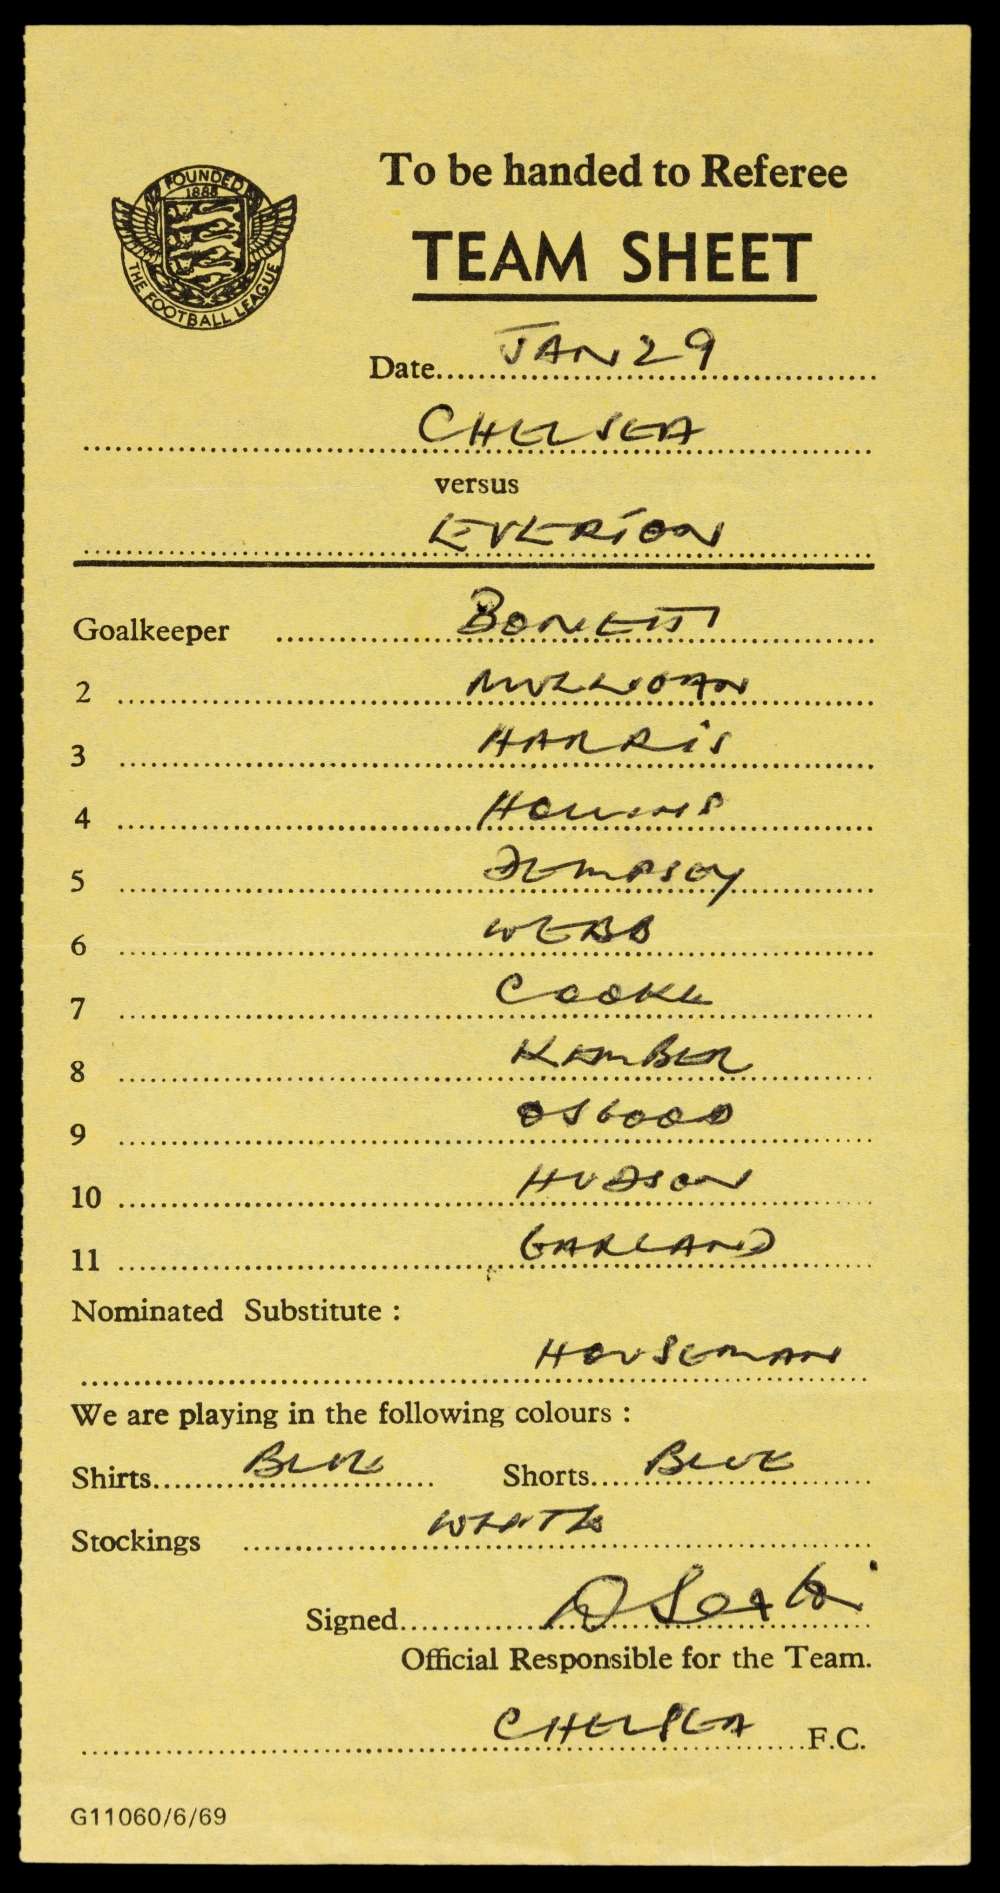 FOUNDED
1888
THE FOOTBALL LEAGUE
To be handed to Referee
TEAM SHEET
Date JAN 29
CHELSEA
versus
EVERTON
Goalkeeper BONETTI
2 MULLIGAN
3 HARRIS
4 HOLLINS
5 DEMPSEY
6 WEBB
7 COOKE
8 KEMBER
9 OSGOOD
10 HUDSON
11 GARLAND
Nominated Substitute :
HOUSEMAN
We are playing in the following colours :
Shirts BLUE Shorts BLUE
Stockings WHITE
Signed D Sexton
Official Responsible for the Team.
CHELSEA F.C.
G11060/6/69